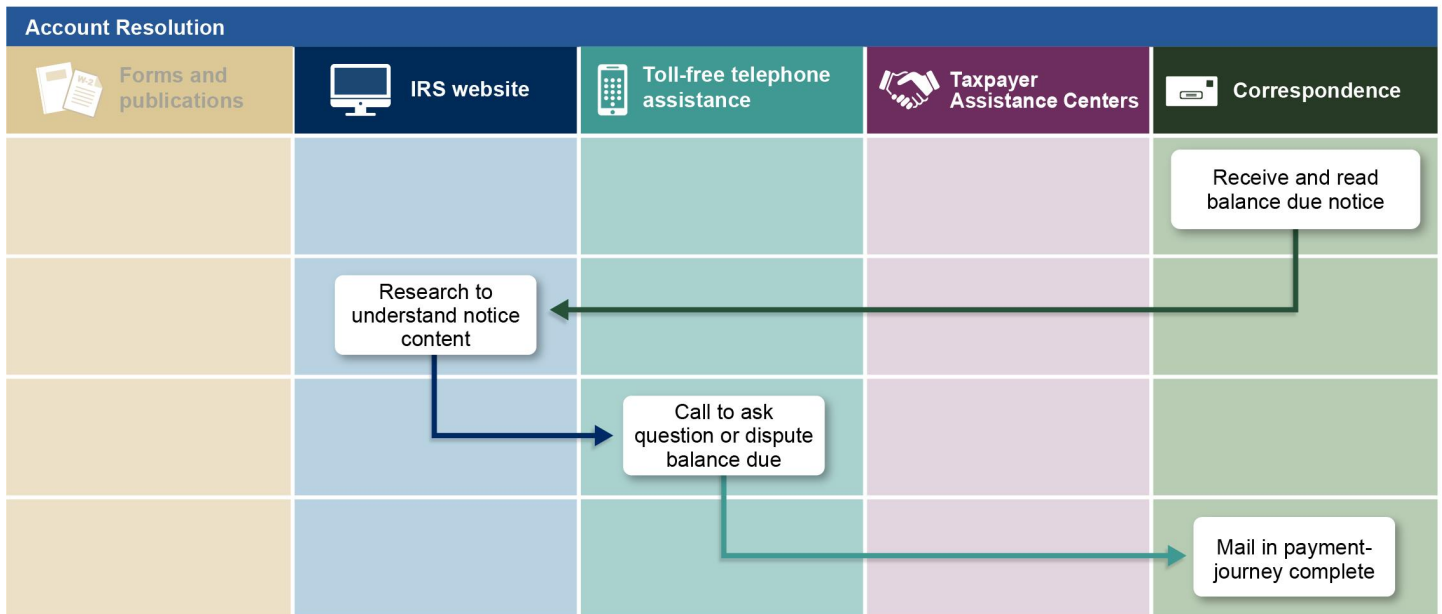 Account Resolution
Forms and
publications
W-2
IRS website
Toll-free telephone
assistance
Taxpayer
Assistance Centers
Correspondence
Receive and read
balance due notice
Research to
understand notice
content
Call to ask
question or dispute
balance due
Mail in payment-
journey complete